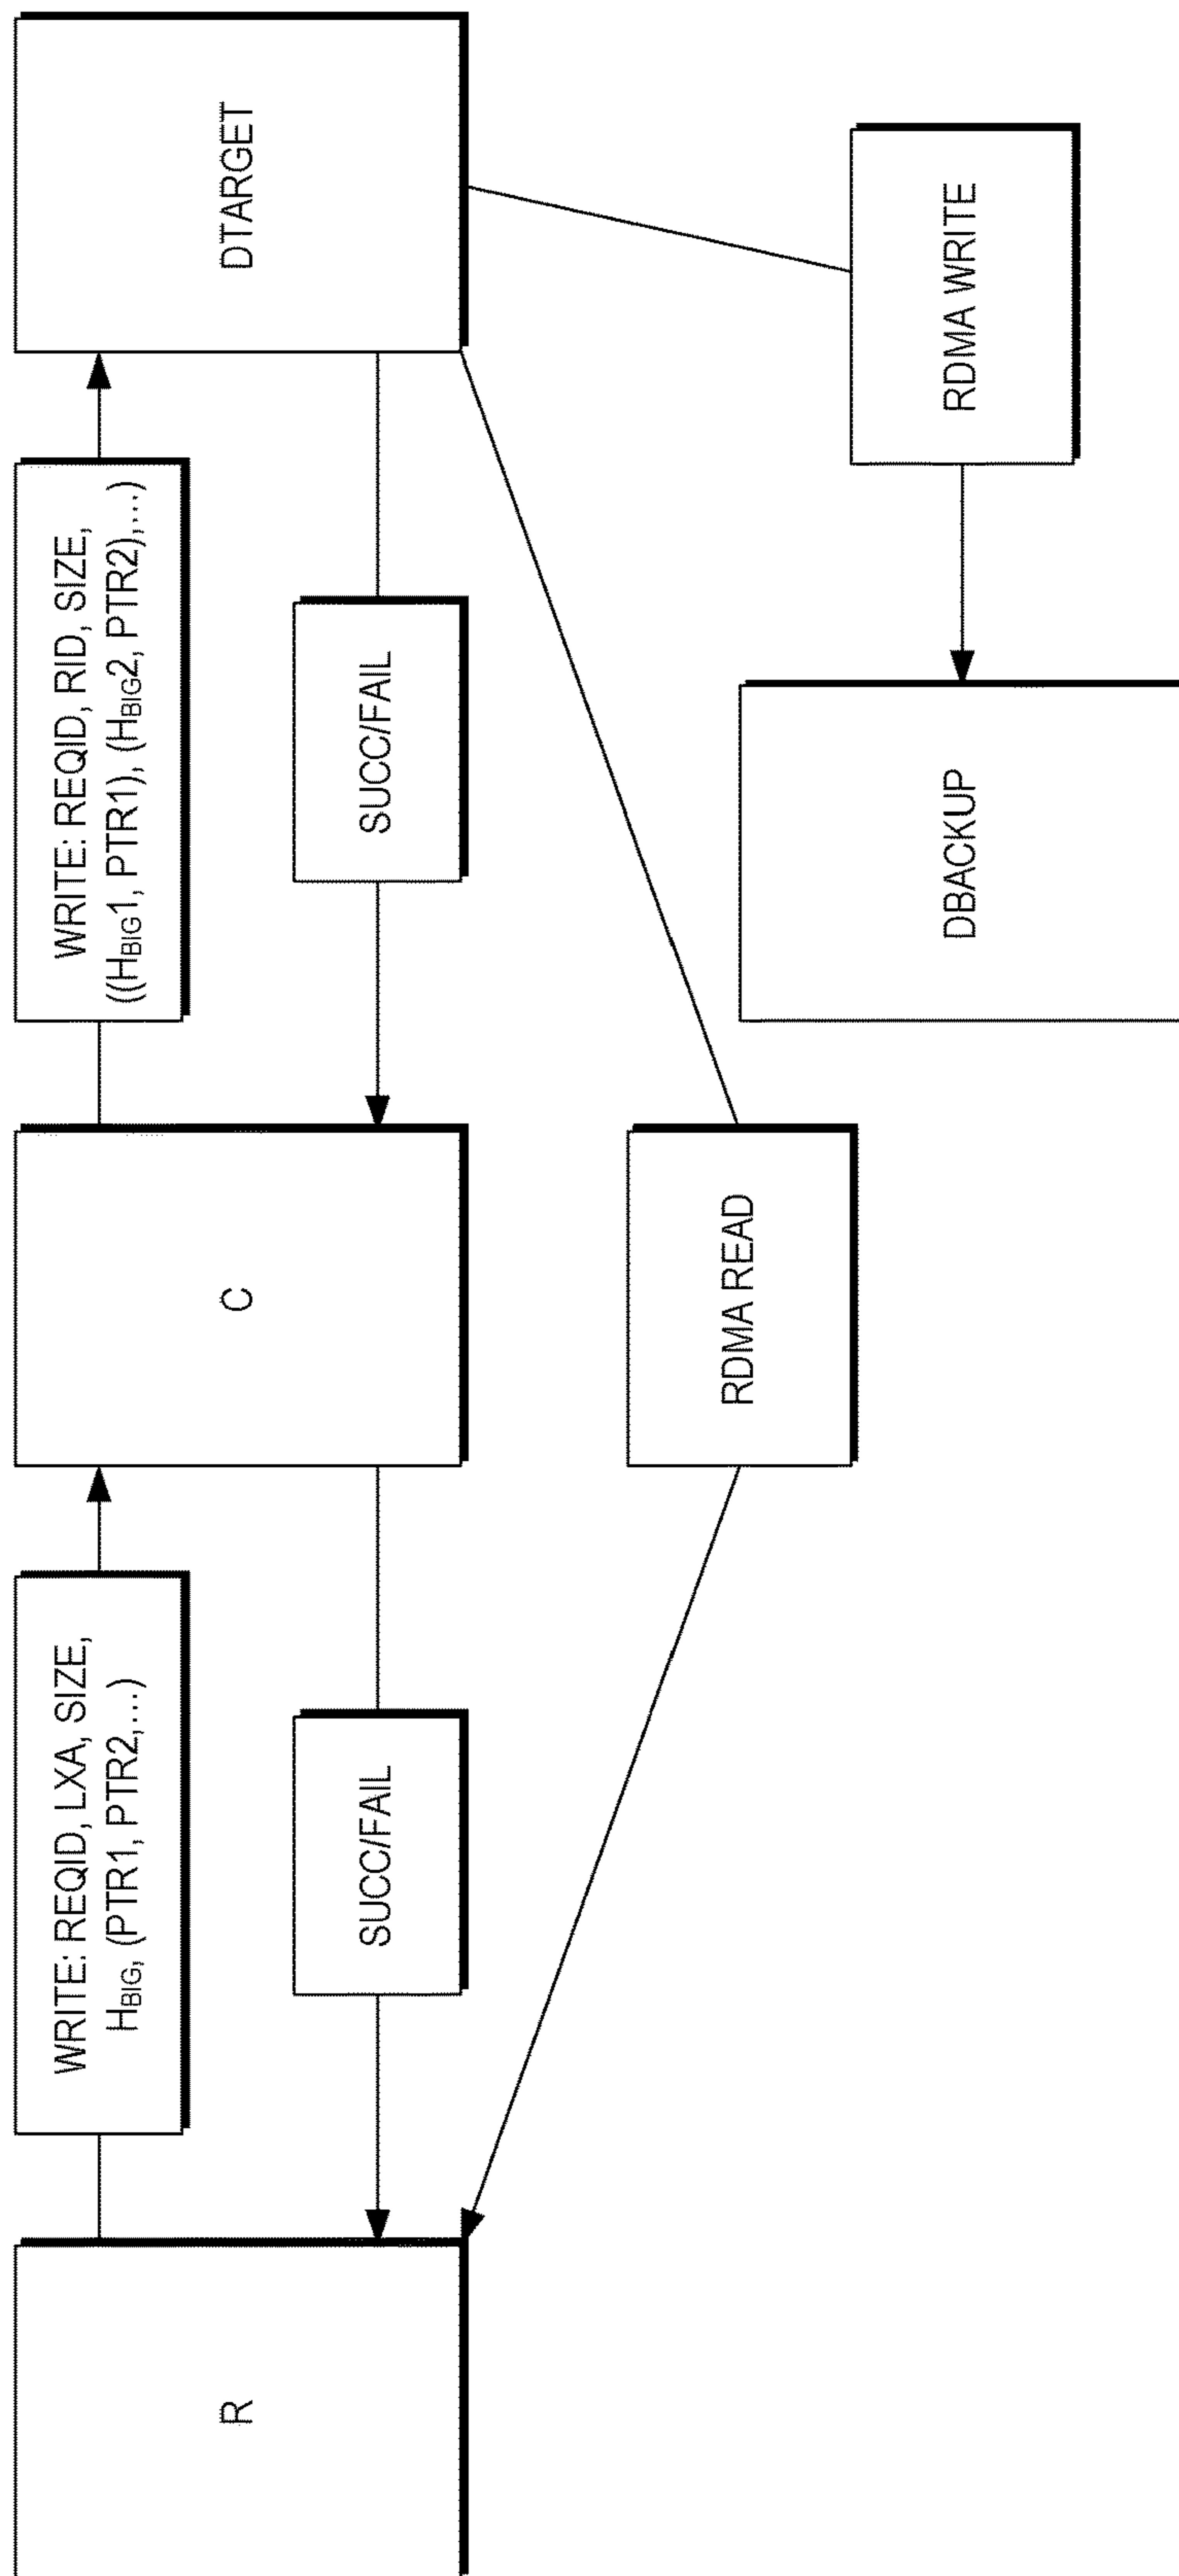 R
WRITE: REQID, LXA, SIZE,
HBIG, (PTR1, PTR2,...)
SUCC/FAIL
C
WRITE: REQID, RID, SIZE,
((HBIG1, PTR1), (HBIG2, PTR2),...)
SUCC/FAIL
DTARGET
RDMA READ
DBACKUP
RDMA WRITE